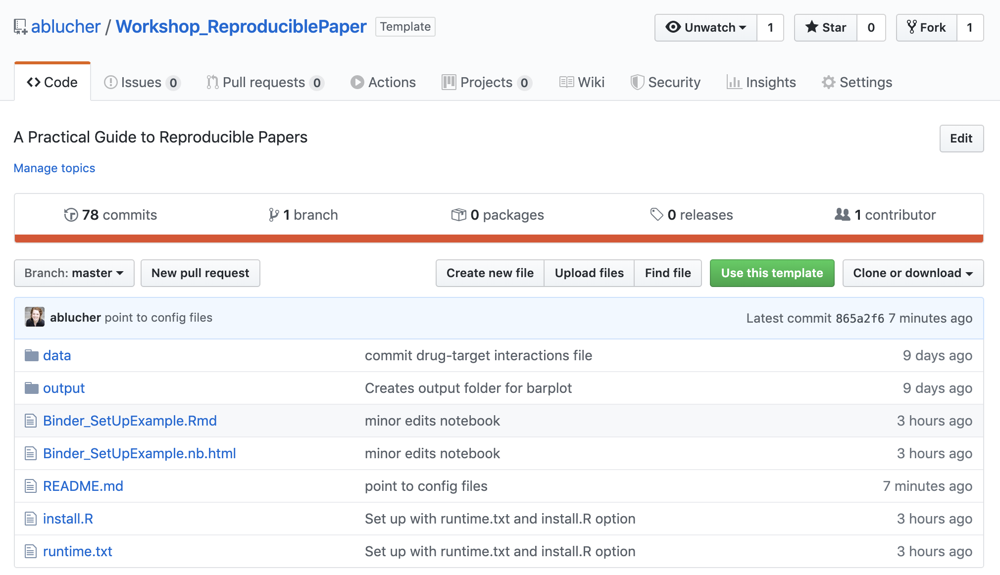 ablucher / Workshop_ReproduciblePaper Template Unwatch 1 Star 0 Fork 1
Code Issues 0 Pull requests 0 Actions Projects 0 Wiki Security Insights Settings
A Practical Guide to Reproducible Papers Edit
Manage topics
78 commits 1 branch 0 packages 0 releases 1 contributor
Branch: master New pull request Create new file Upload files Find file Use this template Clone or download
ablucher point to config files Latest commit 865a2f6 7 minutes ago
data commit drug-target interactions file 9 days ago
output Creates output folder for barplot 9 days ago
Binder_SetUpExample.Rmd minor edits notebook 3 hours ago
Binder_SetUpExample.nb.html minor edits notebook 3 hours ago
README.md point to config files 7 minutes ago
install.R Set up with runtime.txt and install.R option 3 hours ago
runtime.txt Set up with runtime.txt and install.R option 3 hours ago